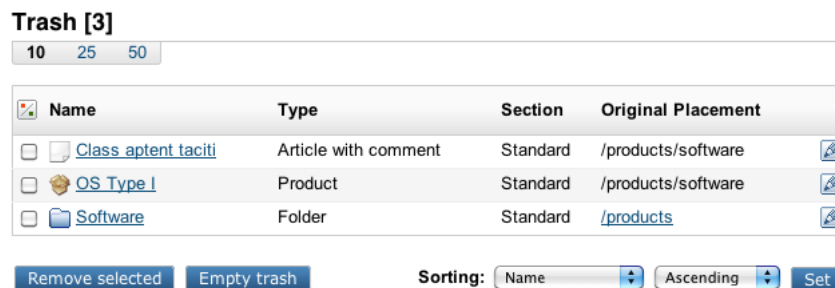 Trash [3]
10 25 50
Name Type Section Original Placement
Class aptent taciti Article with comment Standard /products/software
OS Type I Product Standard /products/software
Software Folder Standard /products
Remove selected Empty trash Sorting: Name Ascending Set